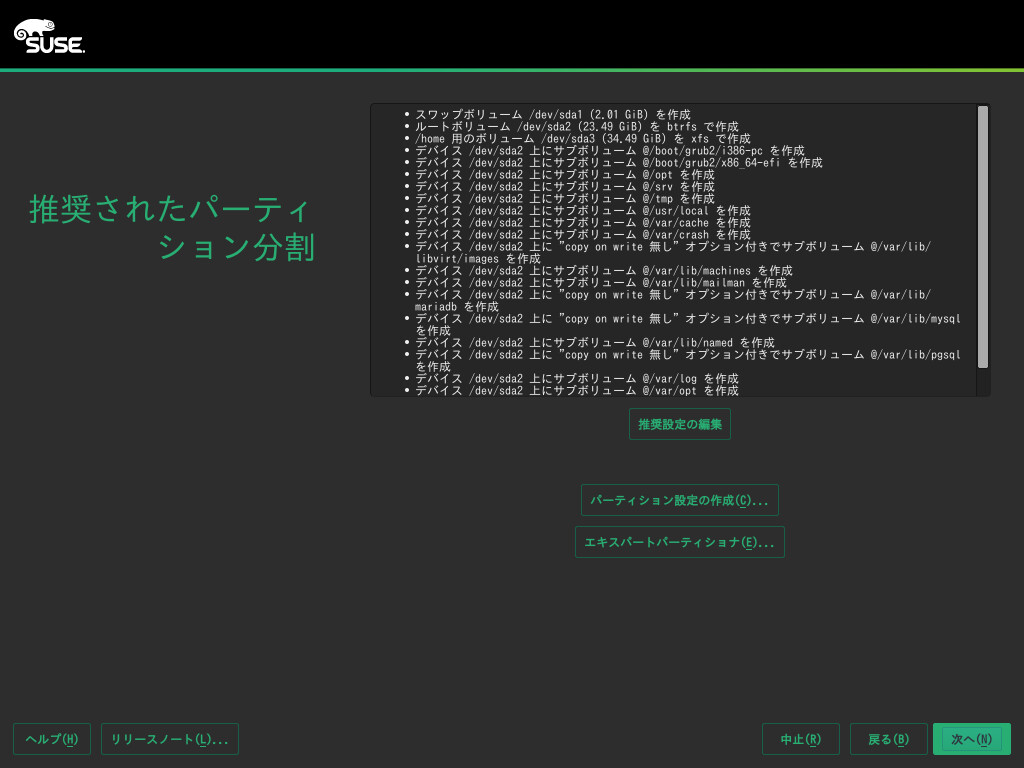 SUSE.
推奨されたパーティ
ション分割
• スワップボリューム /dev/sda1 (2.01 GiB) を作成
• ルートボリューム /dev/sda2 (23.49 GiB) を btrfs で作成
• /home 用のボリューム /dev/sda3 (34.49 GiB) を xfs で作成
• デバイス /dev/sda2 上にサブボリューム @/boot/grub2/i386-pc を作成
• デバイス /dev/sda2 上にサブボリューム @/boot/grub2/x86_64-efi を作成
• デバイス /dev/sda2 上にサブボリューム @/opt を作成
• デバイス /dev/sda2 上にサブボリューム @/srv を作成
• デバイス /dev/sda2 上にサブボリューム @/tmp を作成
• デバイス /dev/sda2 上にサブボリューム @/usr/local を作成
• デバイス /dev/sda2 上にサブボリューム @/var/cache を作成
• デバイス /dev/sda2 上にサブボリューム @/var/crash を作成
• デバイス /dev/sda2 上に ”copy on write 無し” オプション付きでサブボリューム @/var/lib/
libvirt/images を作成
• デバイス /dev/sda2 上にサブボリューム @/var/lib/machines を作成
• デバイス /dev/sda2 上にサブボリューム @/var/lib/mailman を作成
• デバイス /dev/sda2 上に ”copy on write 無し” オプション付きでサブボリューム @/var/lib/
mariadb を作成
• デバイス /dev/sda2 上に ”copy on write 無し” オプション付きでサブボリューム @/var/lib/mysql
を作成
• デバイス /dev/sda2 上にサブボリューム @/var/lib/named を作成
• デバイス /dev/sda2 上に ”copy on write 無し” オプション付きでサブボリューム @/var/lib/pgsql
を作成
• デバイス /dev/sda2 上にサブボリューム @/var/log を作成
• デバイス /dev/sda2 上にサブボリューム @/var/opt を作成
推奨設定の編集
パーティション設定の作成(C)...
エキスパートパーティショナ(E)...
ヘルプ(H) リリースノート(L)... 中止(R) 戻る(B) 次へ(N)